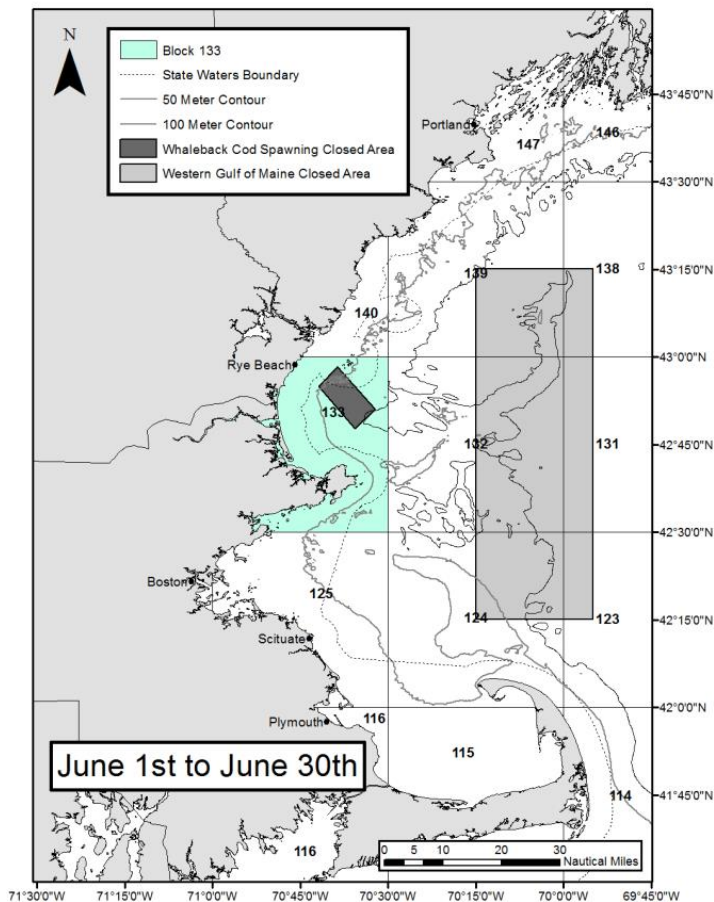 N
Block 133
State Waters Boundary
50 Meter Contour
100 Meter Contour
Whaleback Cod Spawning Closed Area
Western Gulf of Maine Closed Area
43°45'0"N
Portland
146
147
43°30'0"N
43°15'0"N
139
138
140
43°0'0"N
Rye Beach
133
42°45'0"N
132
131
42°30'0"N
Boston
125
124
123
42°15'0"N
Scituate
42°0'0"N
Plymouth
116
115
June 1st to June 30th
114
41°45'0"N
116
0 5 10 20 30
Nautical Miles
71°30'0"W 71°15'0"W 71°0'0"W 70°45'0"W 70°30'0"W 70°15'0"W 70°0'0"W 69°45'0"W